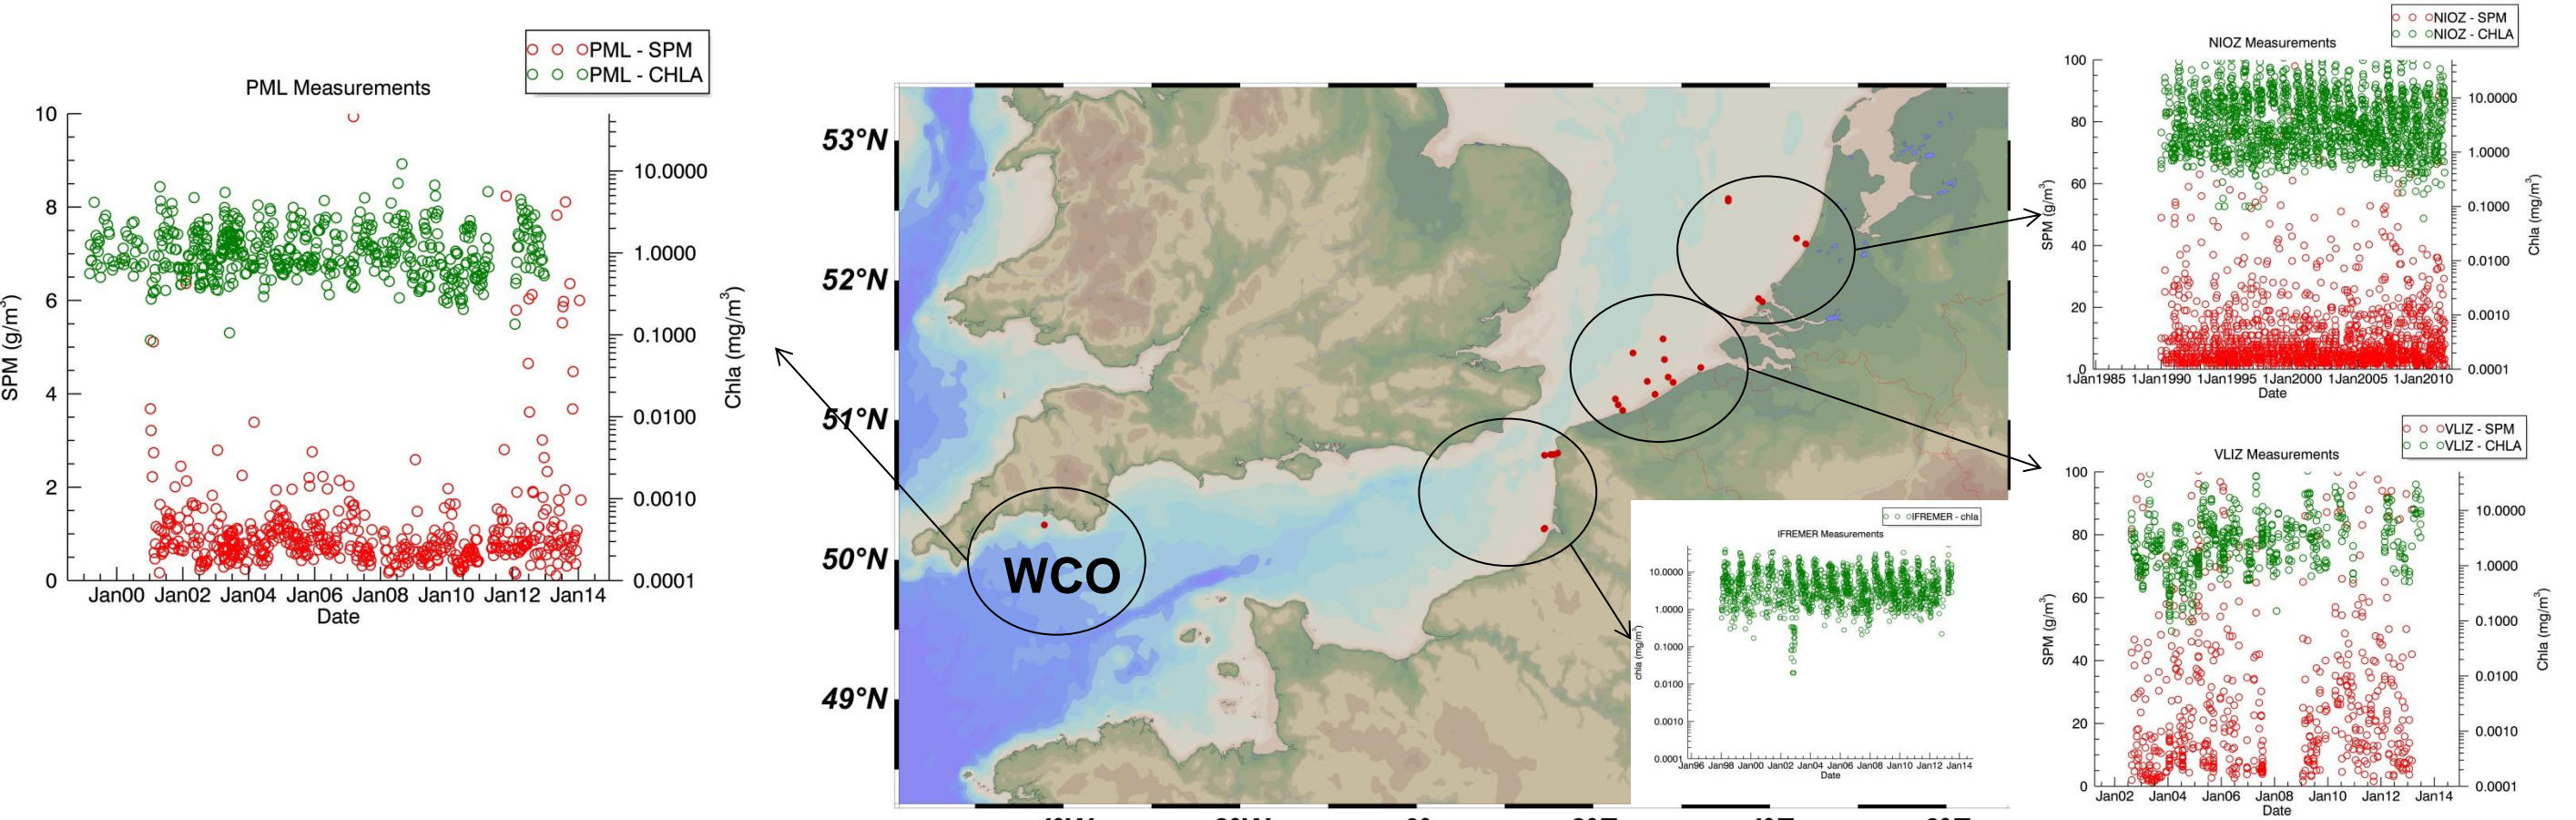 PML - SPM
PML - CHLA
PML Measurements
10
8
6
4
2
0
SPM (g/m³)
10.0000
1.0000
0.1000
0.0100
0.0010
0.0001
Chla (mg/m³)
Jan00 Jan02 Jan04 Jan06 Jan08 Jan10 Jan12 Jan14
Date
53°N
52°N
51°N
50°N
49°N
WCO
IFREMER - chla
IFREMER Measurements
10.0000
1.0000
0.1000
0.0100
0.0010
0.0001
chla (mg/m³)
Jan96 Jan98 Jan00 Jan02 Jan04 Jan06 Jan08 Jan10 Jan12 Jan14
Date
NIOZ - SPM
NIOZ - CHLA
NIOZ Measurements
100
80
60
40
20
0
SPM (g/m³)
10.0000
1.0000
0.1000
0.0100
0.0010
0.0001
Chla (mg/m³)
1Jan1985 1Jan1990 1Jan1995 1Jan2000 1Jan2005 1Jan2010
Date
VLIZ - SPM
VLIZ - CHLA
VLIZ Measurements
100
80
60
40
20
0
SPM (g/m³)
10.0000
1.0000
0.1000
0.0100
0.0010
0.0001
Chla (mg/m³)
Jan02 Jan04 Jan06 Jan08 Jan10 Jan12 Jan14
Date